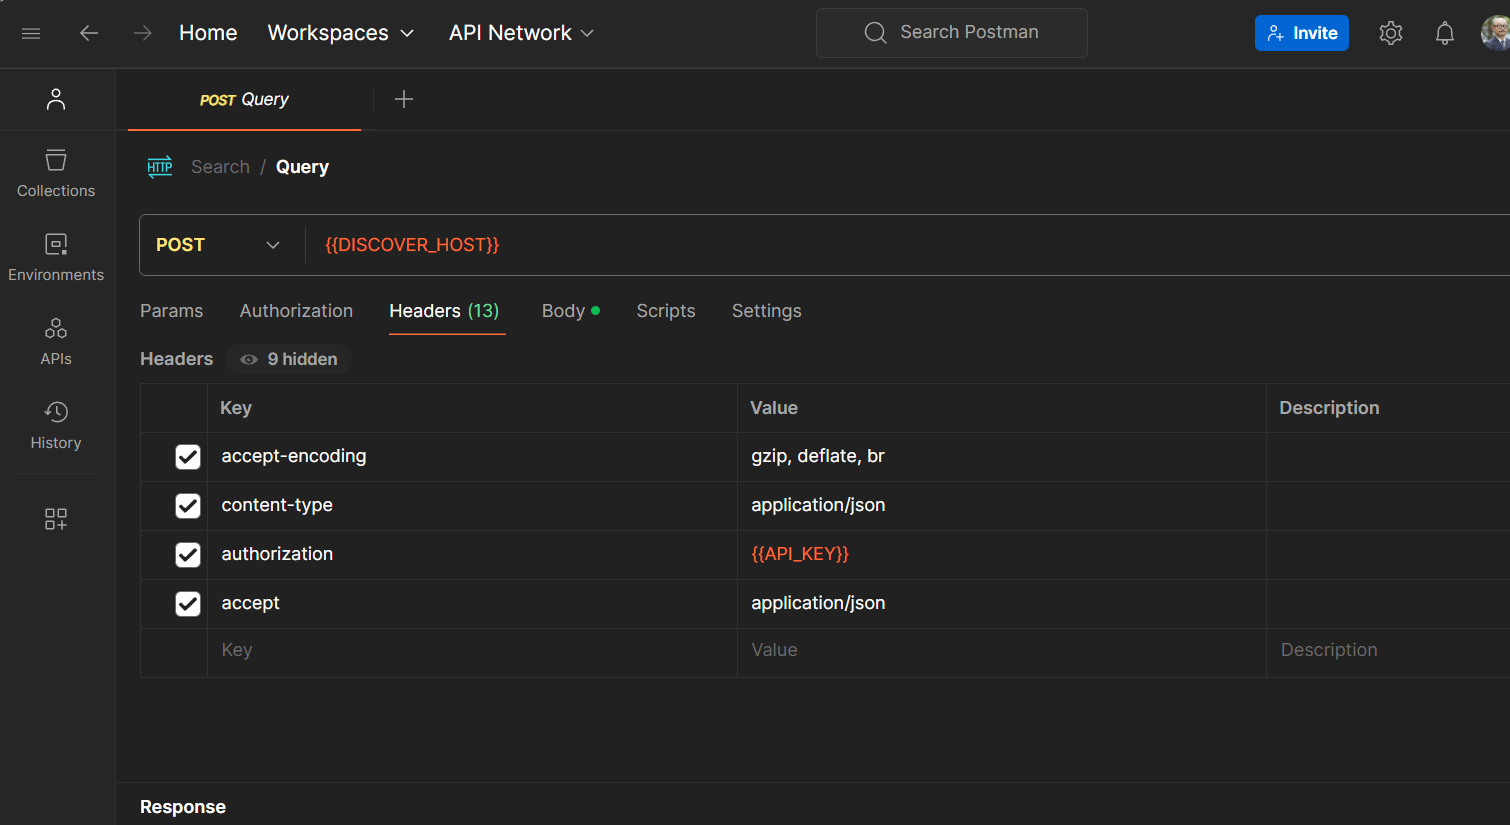 Home Workspaces API Network Search Postman Invite
POST Query
HTTP Search / Query
Collections
POST {{DISCOVER_HOST}}
Environments
Params Authorization Headers (13) Body Scripts Settings
APIs
Headers 9 hidden
Key Value Description
History
accept-encoding gzip, deflate, br
content-type application/json
authorization {{API_KEY}}
accept application/json
Key Value Description
Response